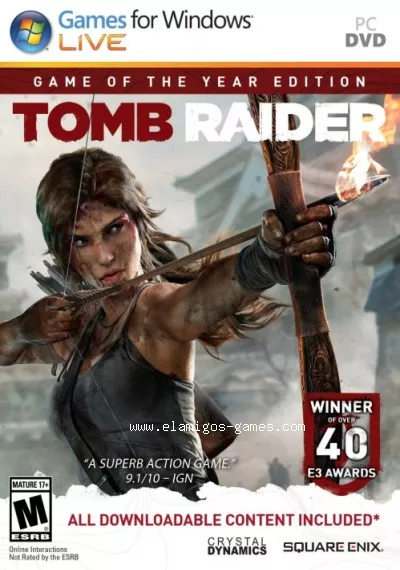 Games for Windows
LIVE
PC
DVD
GAME OF THE YEAR EDITION
TOMB RAIDER
www.elamigos-games.com
WINNER
OF OVER
40
E3 AWARDS
"A SUPERB ACTION GAME."
9.1/10 – IGN
MATURE 17+
M
ESRB
ALL DOWNLOADABLE CONTENT INCLUDED*
Online Interactions
Not Rated by the ESRB
CRYSTAL
DYNAMICS
SQUARE ENIX.